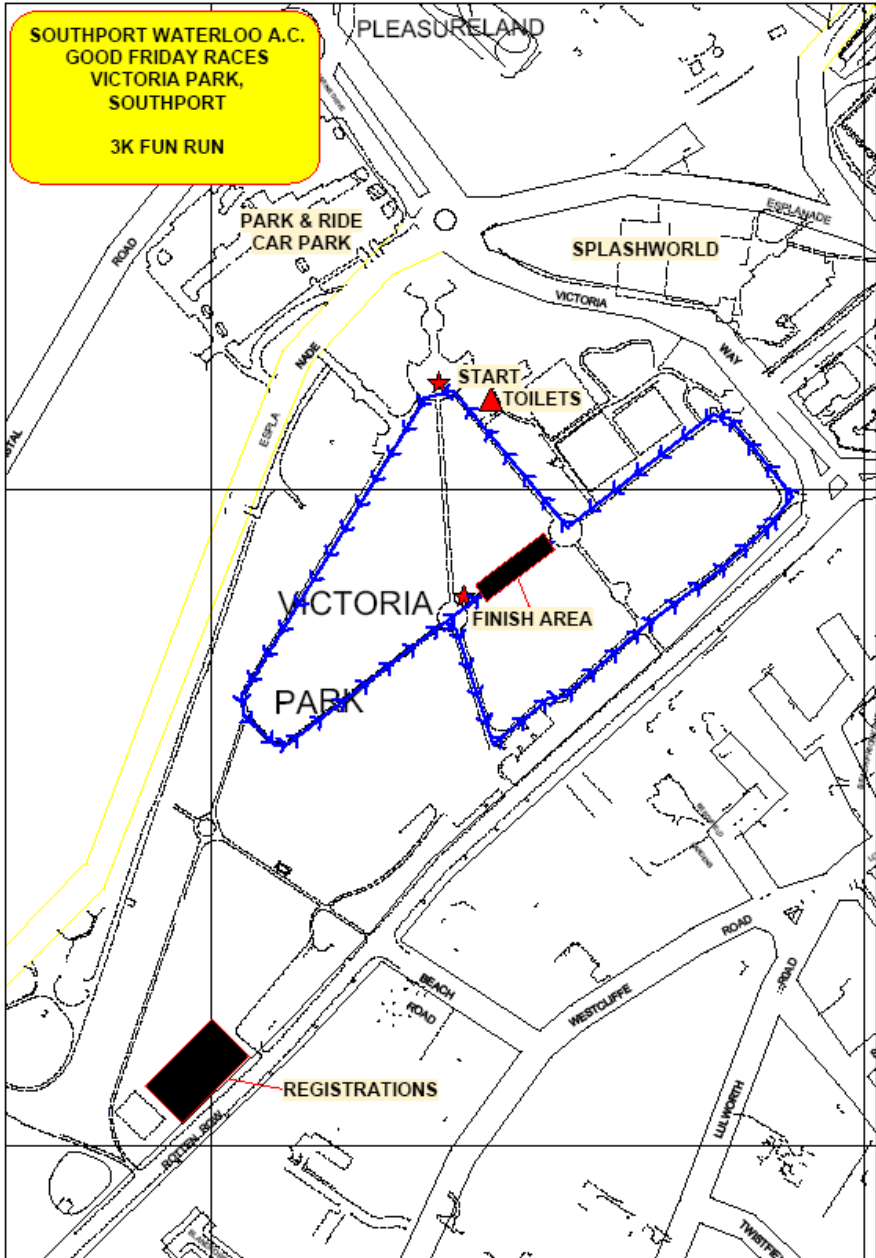 SOUTHPORT WATERLOO A.C.
GOOD FRIDAY RACES
VICTORIA PARK,
SOUTHPORT
3K FUN RUN
PLEASURELAND
PARK & RIDE
CAR PARK
ROAD
ESPLANADE
SPLASHWORLD
VICTORIA
WAY
ESPLA
NADE
START
TOILETS
VICTORIA
PARK
FINISH AREA
ROAD
BEACH
ROAD
WESTCLIFFE
ROAD
LULWORTH
REGISTRATIONS
ROTTEN ROW